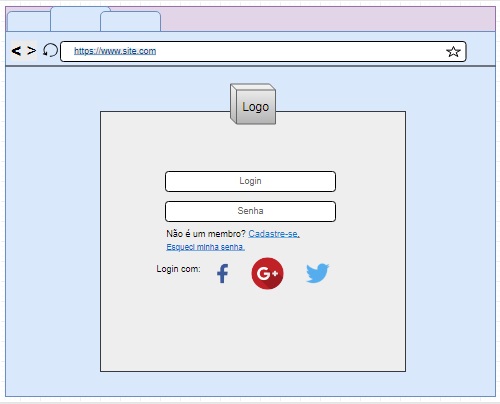 < >
https://www.site.com
Logo
Login
Senha
Não é um membro? Cadastre-se.
Esqueci minha senha.
Login com:
f G+